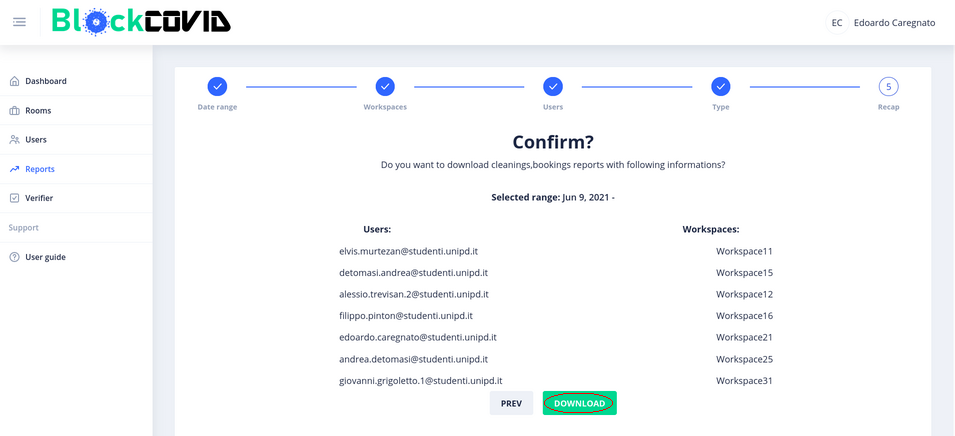 BlockCOVID
EC Edoardo Caregnato
Dashboard
Rooms
Users
Reports
Verifier
Support
User guide
5
Date range Workspaces Users Type Recap
Confirm?
Do you want to download cleanings,bookings reports with following informations?
Selected range: Jun 9, 2021 -
Users: Workspaces:
elvis.murtezan@studenti.unipd.it Workspace11
detomasi.andrea@studenti.unipd.it Workspace15
alessio.trevisan.2@studenti.unipd.it Workspace12
filippo.pinton@studenti.unipd.it Workspace16
edoardo.caregnato@studenti.unipd.it Workspace21
andrea.detomasi@studenti.unipd.it Workspace25
giovanni.grigoletto.1@studenti.unipd.it Workspace31
PREV DOWNLOAD